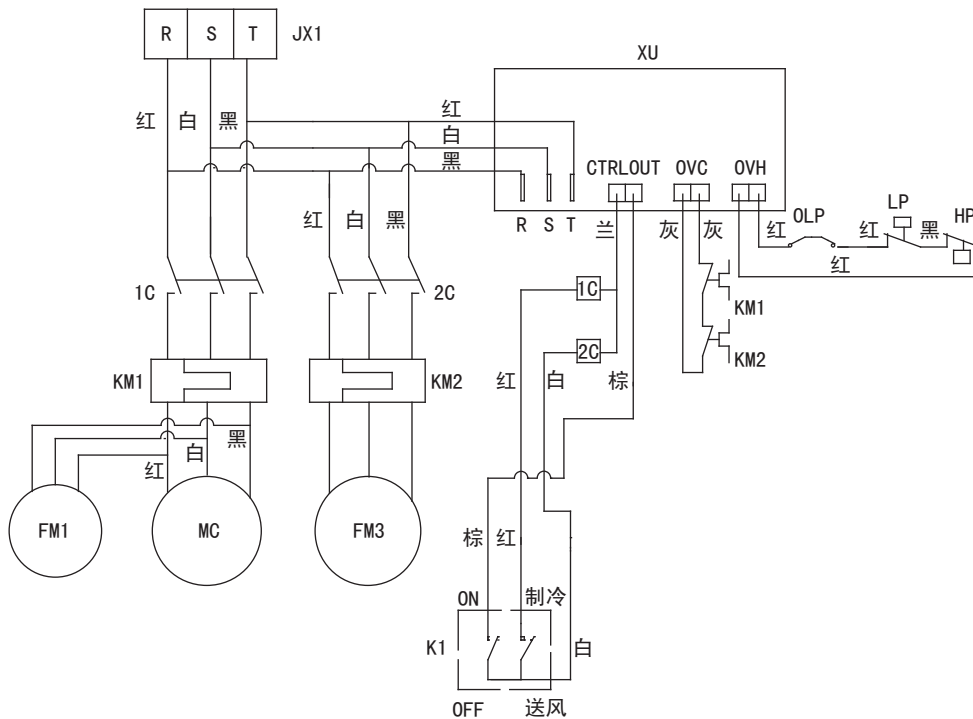 R S T JX1
XU
红 白 黑
红
白
黑
CTRLOUT OVC OVH
R S T
兰 灰 灰 红 OLP 红 LP 黑 HP
红
红 白 黑
1C 2C
1C
KM1
2C
KM2
KM1 KM2
红 白 棕
黑
白
红
FM1 MC FM3
棕 红
ON 制冷
K1 白
OFF 送风